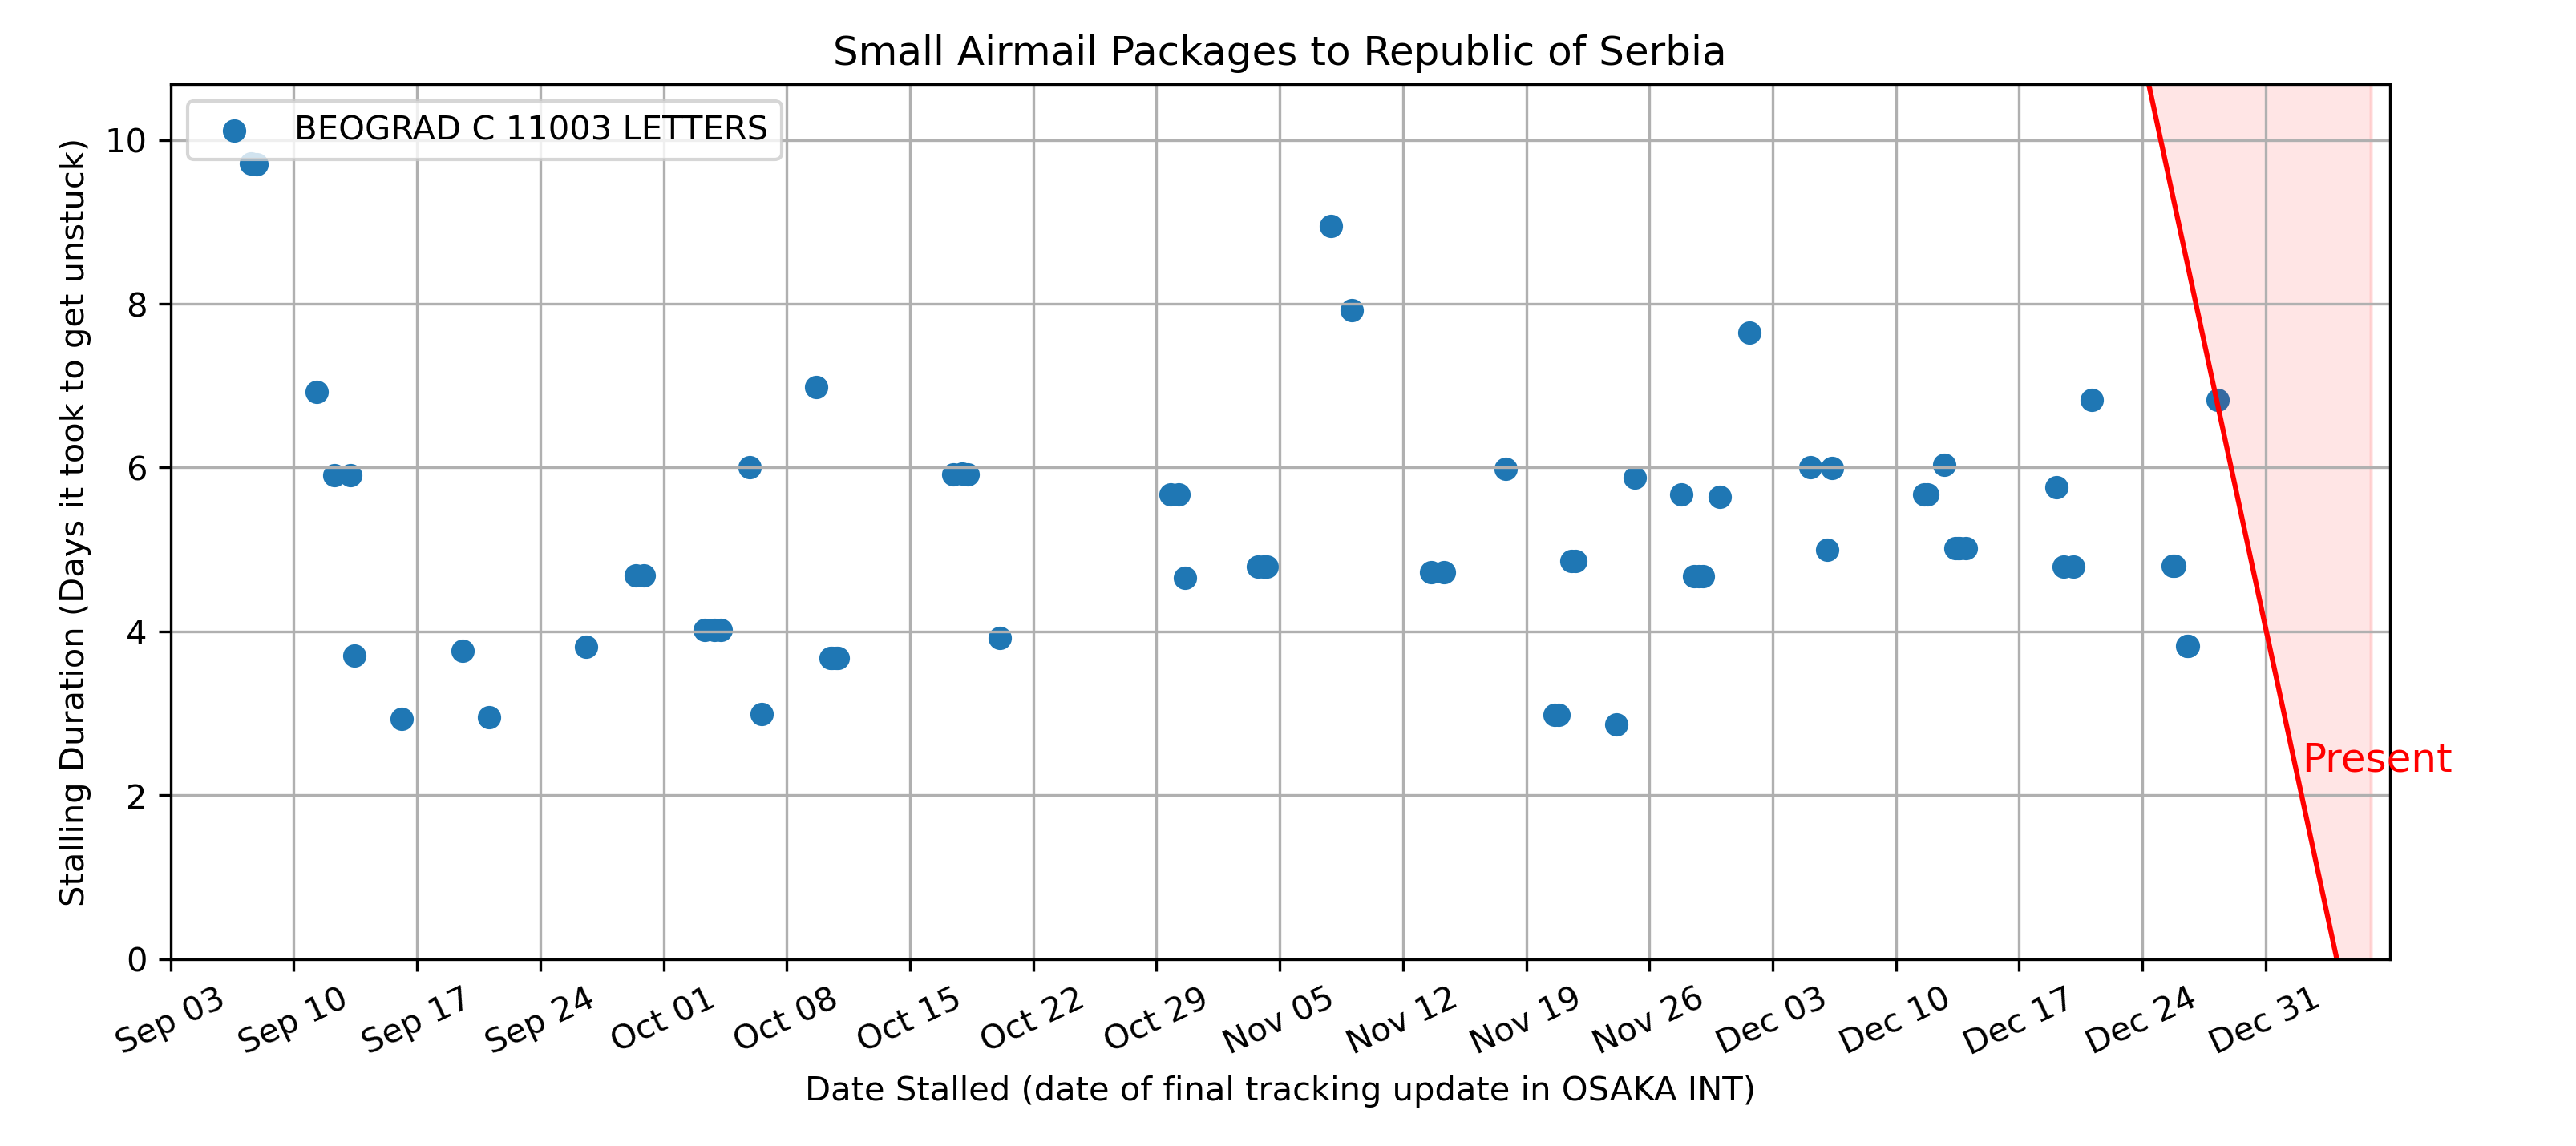 Small Airmail Packages to Republic of Serbia
BEOGRAD C 11003 LETTERS
Stalling Duration (Days it took to get unstuck)
10
8
6
4
2
0
Present
Sep 03
Sep 10
Sep 17
Sep 24
Oct 01
Oct 08
Oct 15
Oct 22
Oct 29
Nov 05
Nov 12
Nov 19
Nov 26
Dec 03
Dec 10
Dec 17
Dec 24
Dec 31
Date Stalled (date of final tracking update in OSAKA INT)